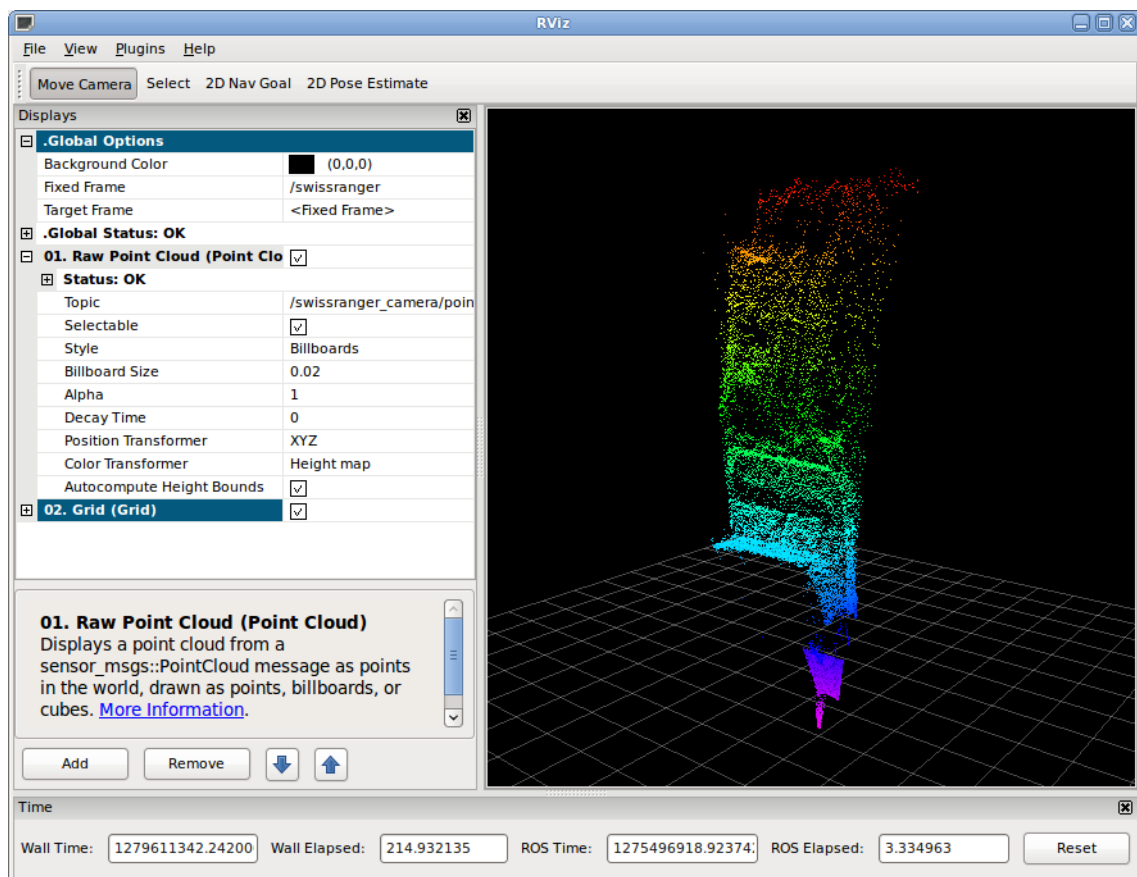 RViz
File View Plugins Help
Move Camera Select 2D Nav Goal 2D Pose Estimate
Displays
.Global Options
Background Color (0,0,0)
Fixed Frame /swissranger
Target Frame <Fixed Frame>
.Global Status: OK
01. Raw Point Cloud (Point Clo
Status: OK
Topic /swissranger_camera/poin
Selectable
Style Billboards
Billboard Size 0.02
Alpha 1
Decay Time 0
Position Transformer XYZ
Color Transformer Height map
Autocompute Height Bounds
02. Grid (Grid)
01. Raw Point Cloud (Point Cloud)
Displays a point cloud from a
sensor_msgs::PointCloud message as points
in the world, drawn as points, billboards, or
cubes. More Information.
Add Remove
Time
Wall Time: 1279611342.24200 Wall Elapsed: 214.932135 ROS Time: 1275496918.92374 ROS Elapsed: 3.334963 Reset